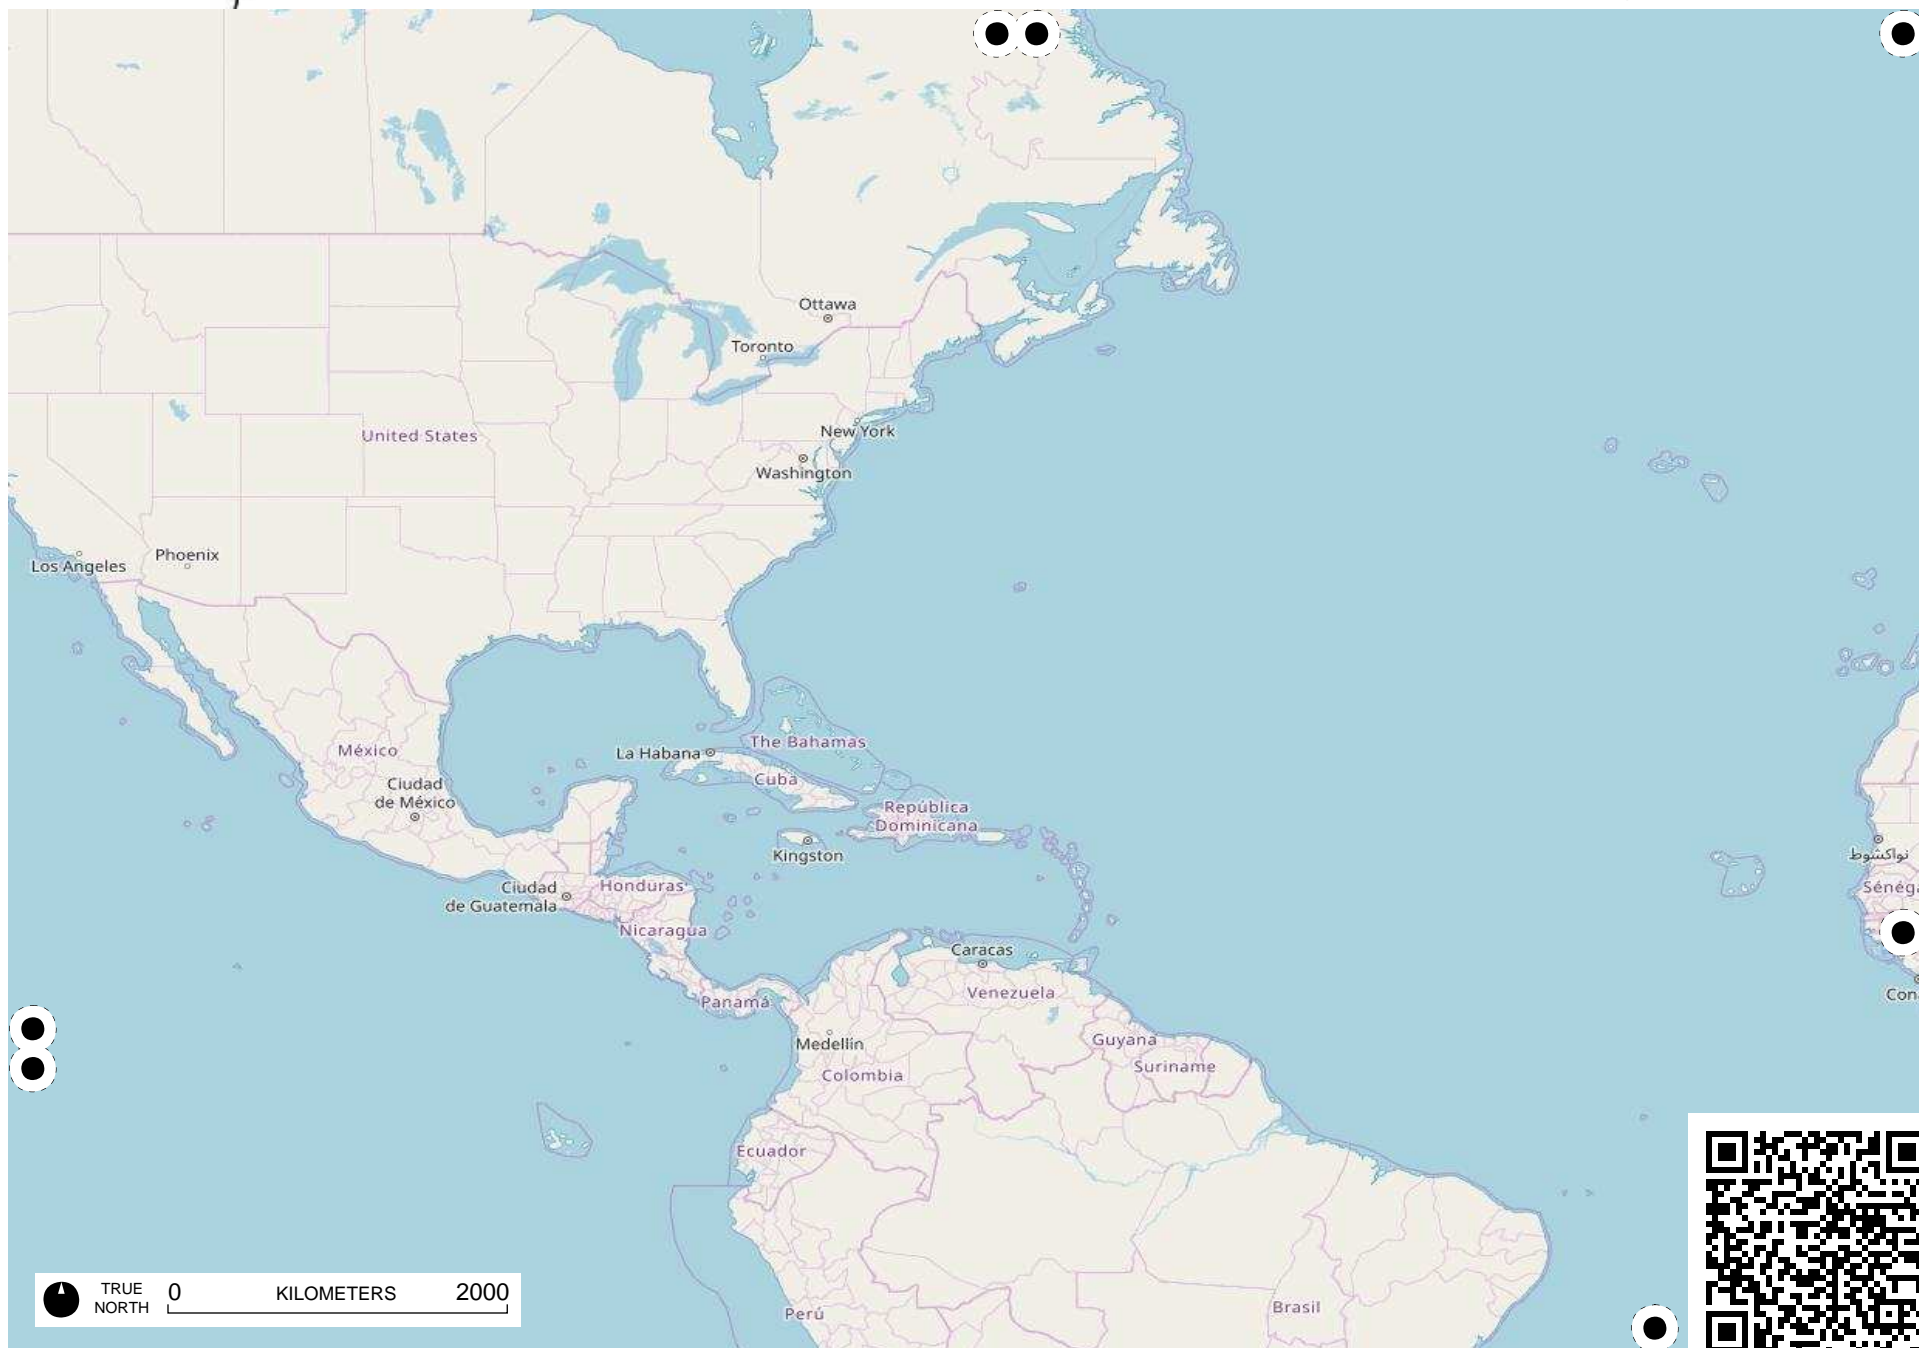 Ottawa
Toronto
United States
New York
Washington
Phoenix
Los Angeles
México
La Habana
The Bahamas
Cuba
Ciudad
de México
República
Dominicana
Kingston
نواكشوط
Ciudad
de Guatemala
Honduras
Sénég
Nicaragua
Caracas
Venezuela
Con
Panamá
Medellín
Guyana
Suriname
Colombia
Ecuador
TRUE
NORTH
0 KILOMETERS 2000
Perú
Brasil